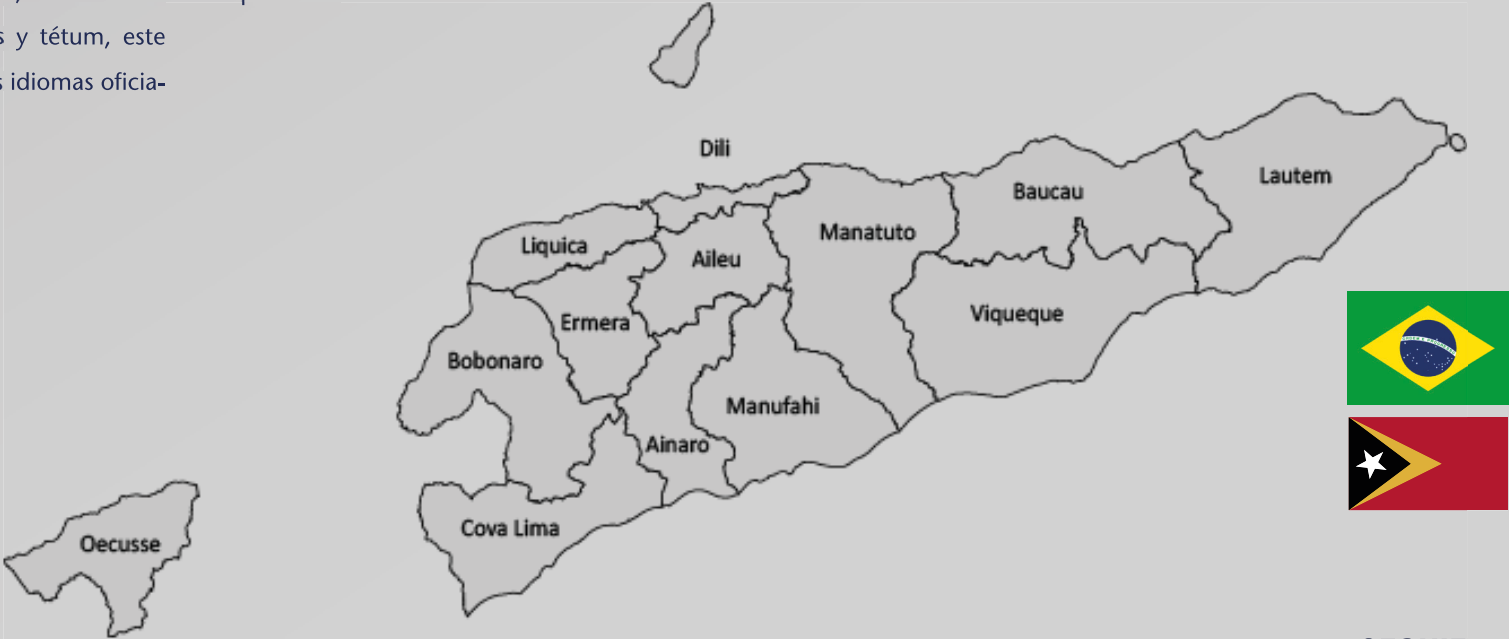 s y tétum, este
s idiomas oficia-
Dili
Lautem
Baucau
Manatuto
Liquica
Aileu
Viqueque
Ermera
Bobonaro
Manufahi
Ainaro
Cova Lima
Oecusse